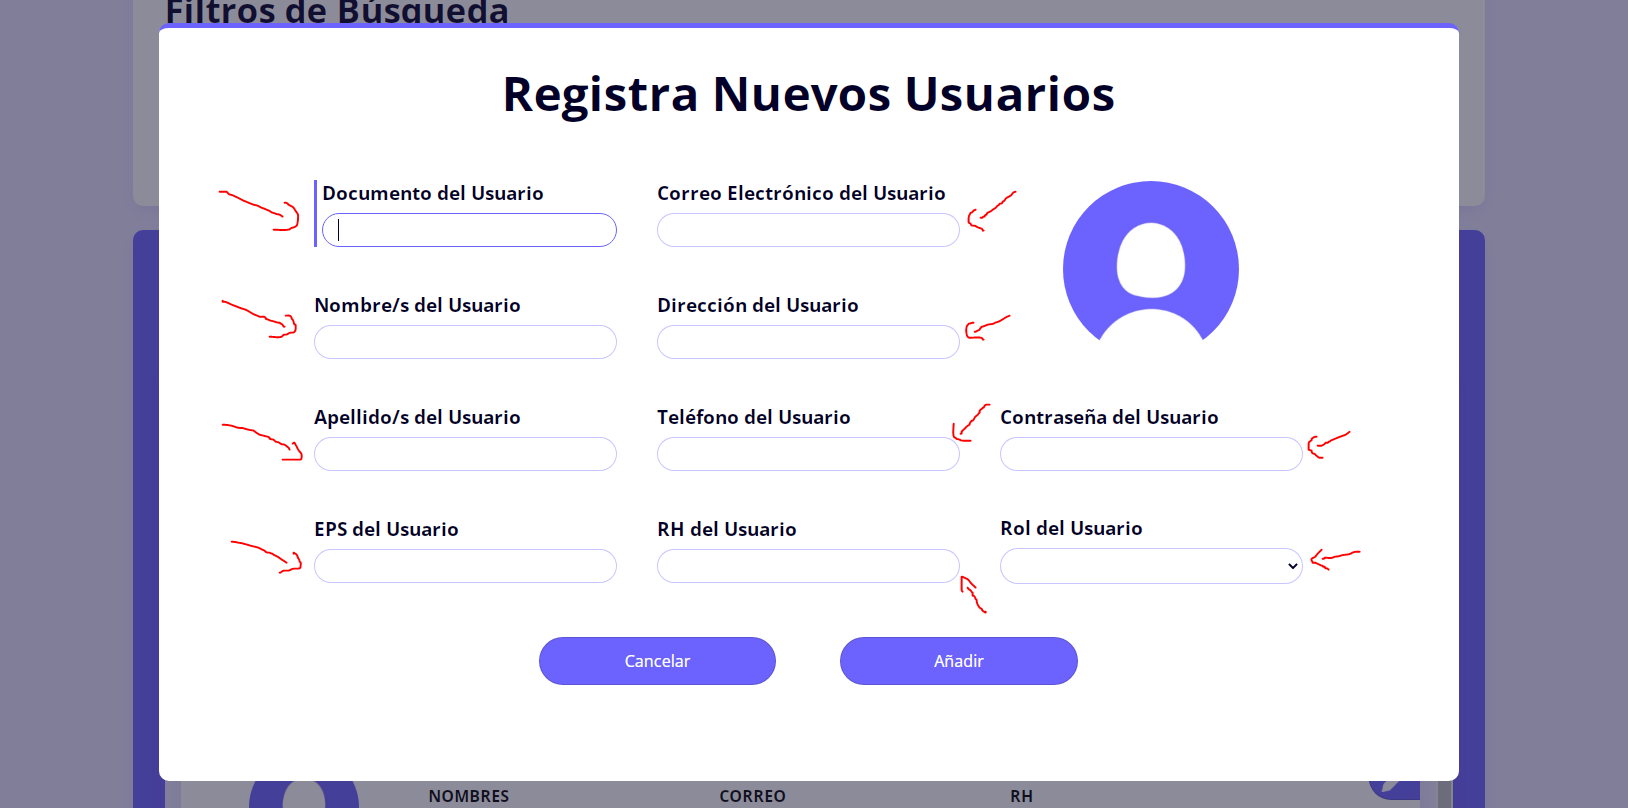 Filtros de Búsqueda
Registra Nuevos Usuarios
Documento del Usuario
Correo Electrónico del Usuario
Nombre/s del Usuario
Dirección del Usuario
Apellido/s del Usuario
Teléfono del Usuario
Contraseña del Usuario
EPS del Usuario
RH del Usuario
Rol del Usuario
Cancelar
Añadir
NOMBRES
CORREO
RH